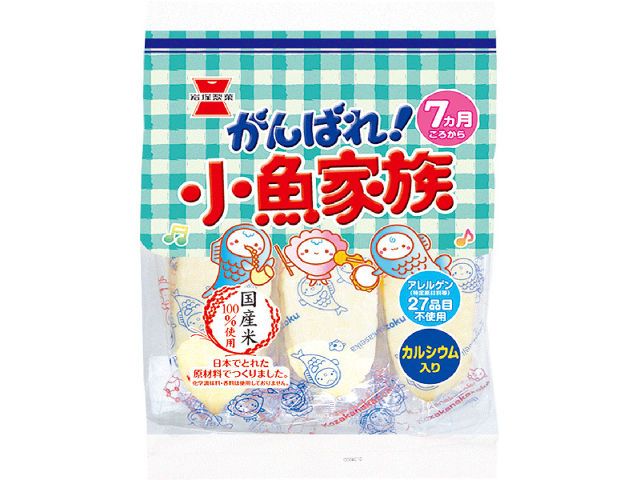 岩塚製菓
がんばれ!
小魚家族
7ヵ月
ごろから
国産米
100%使用
アレルゲン
(特定原材料等)
27品目
不使用
カルシウム
入り
日本でとれた
原材料でつくりました。
化学調味料・香料は使用しておりません。
Kozakanakazoku